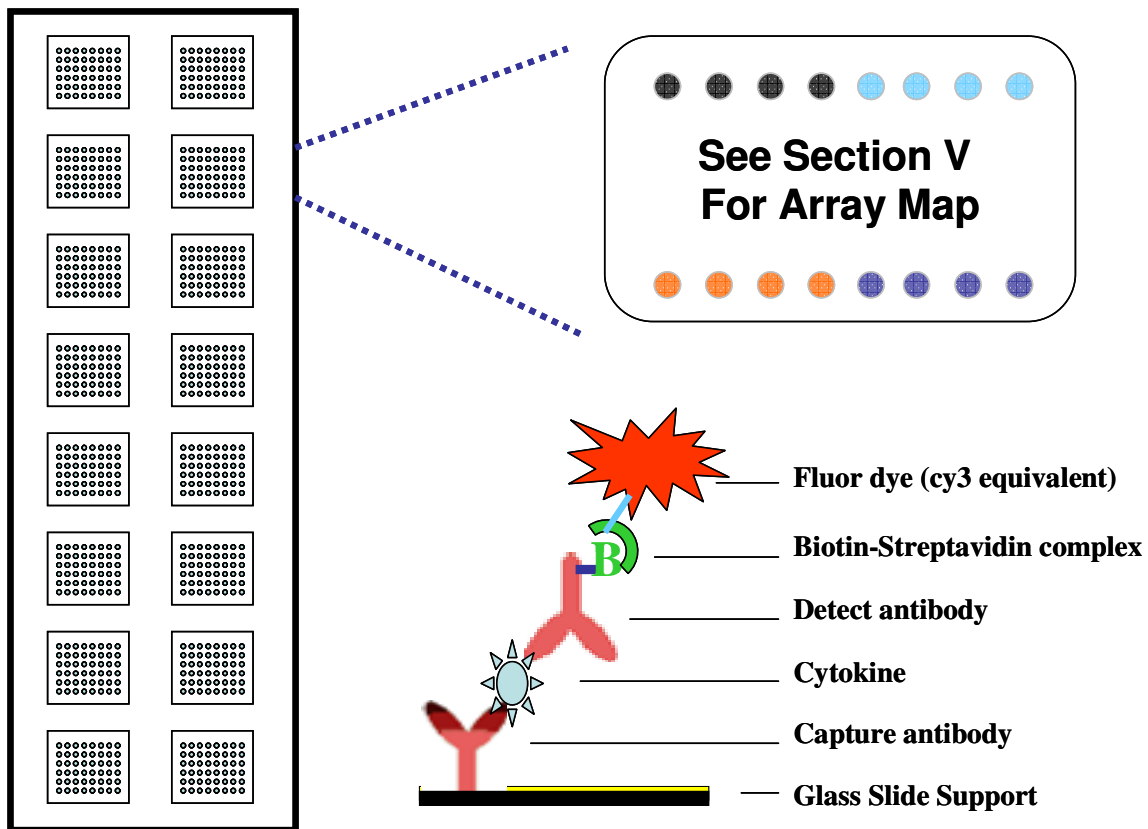 See Section V
For Array Map
Fluor dye (cy3 equivalent)
B
Biotin-Streptavidin complex
Detect antibody
Cytokine
Capture antibody
Glass Slide Support